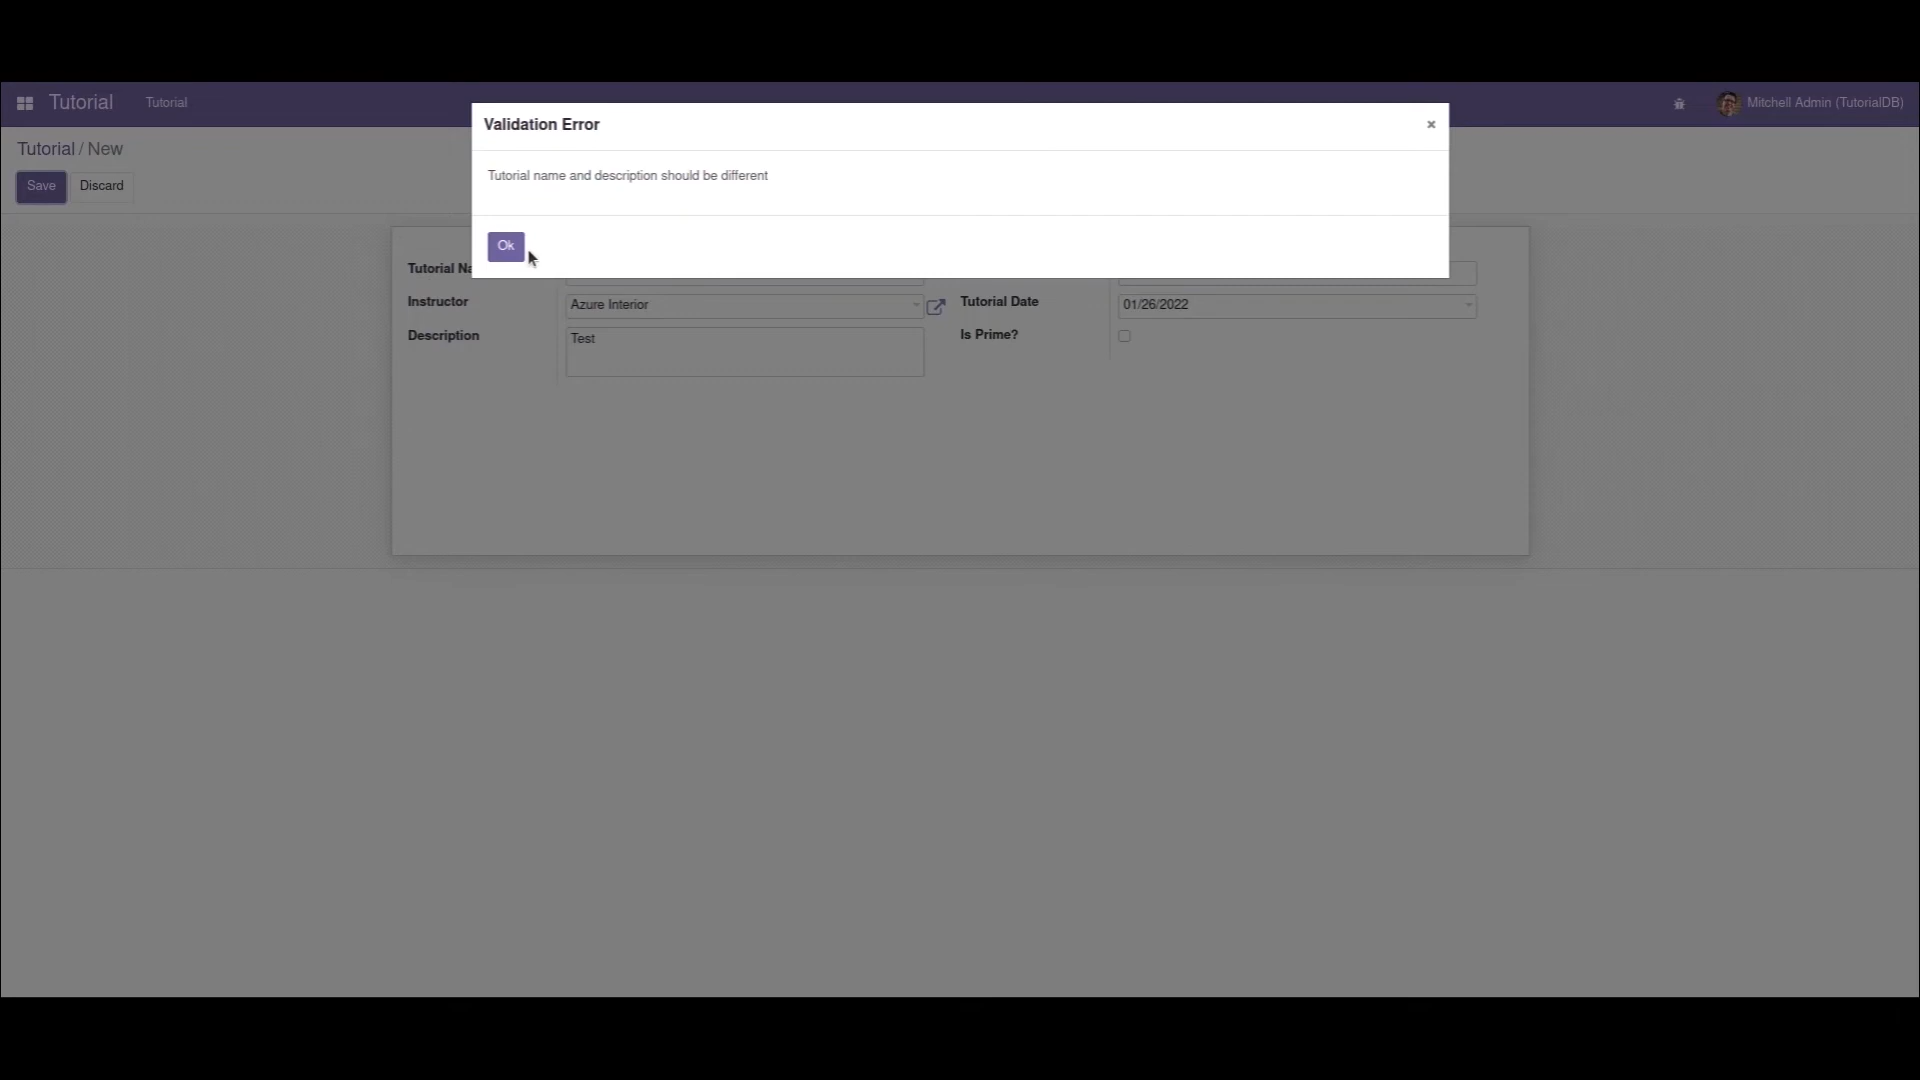 Tutorial Tutorial Mitchell Admin (TutorialDB)
Validation Error ×
Tutorial / New
Tutorial name and description should be different
Save Discard
Ok
Tutorial Na
Instructor Azure Interior Tutorial Date 01/26/2022
Description Test Is Prime?